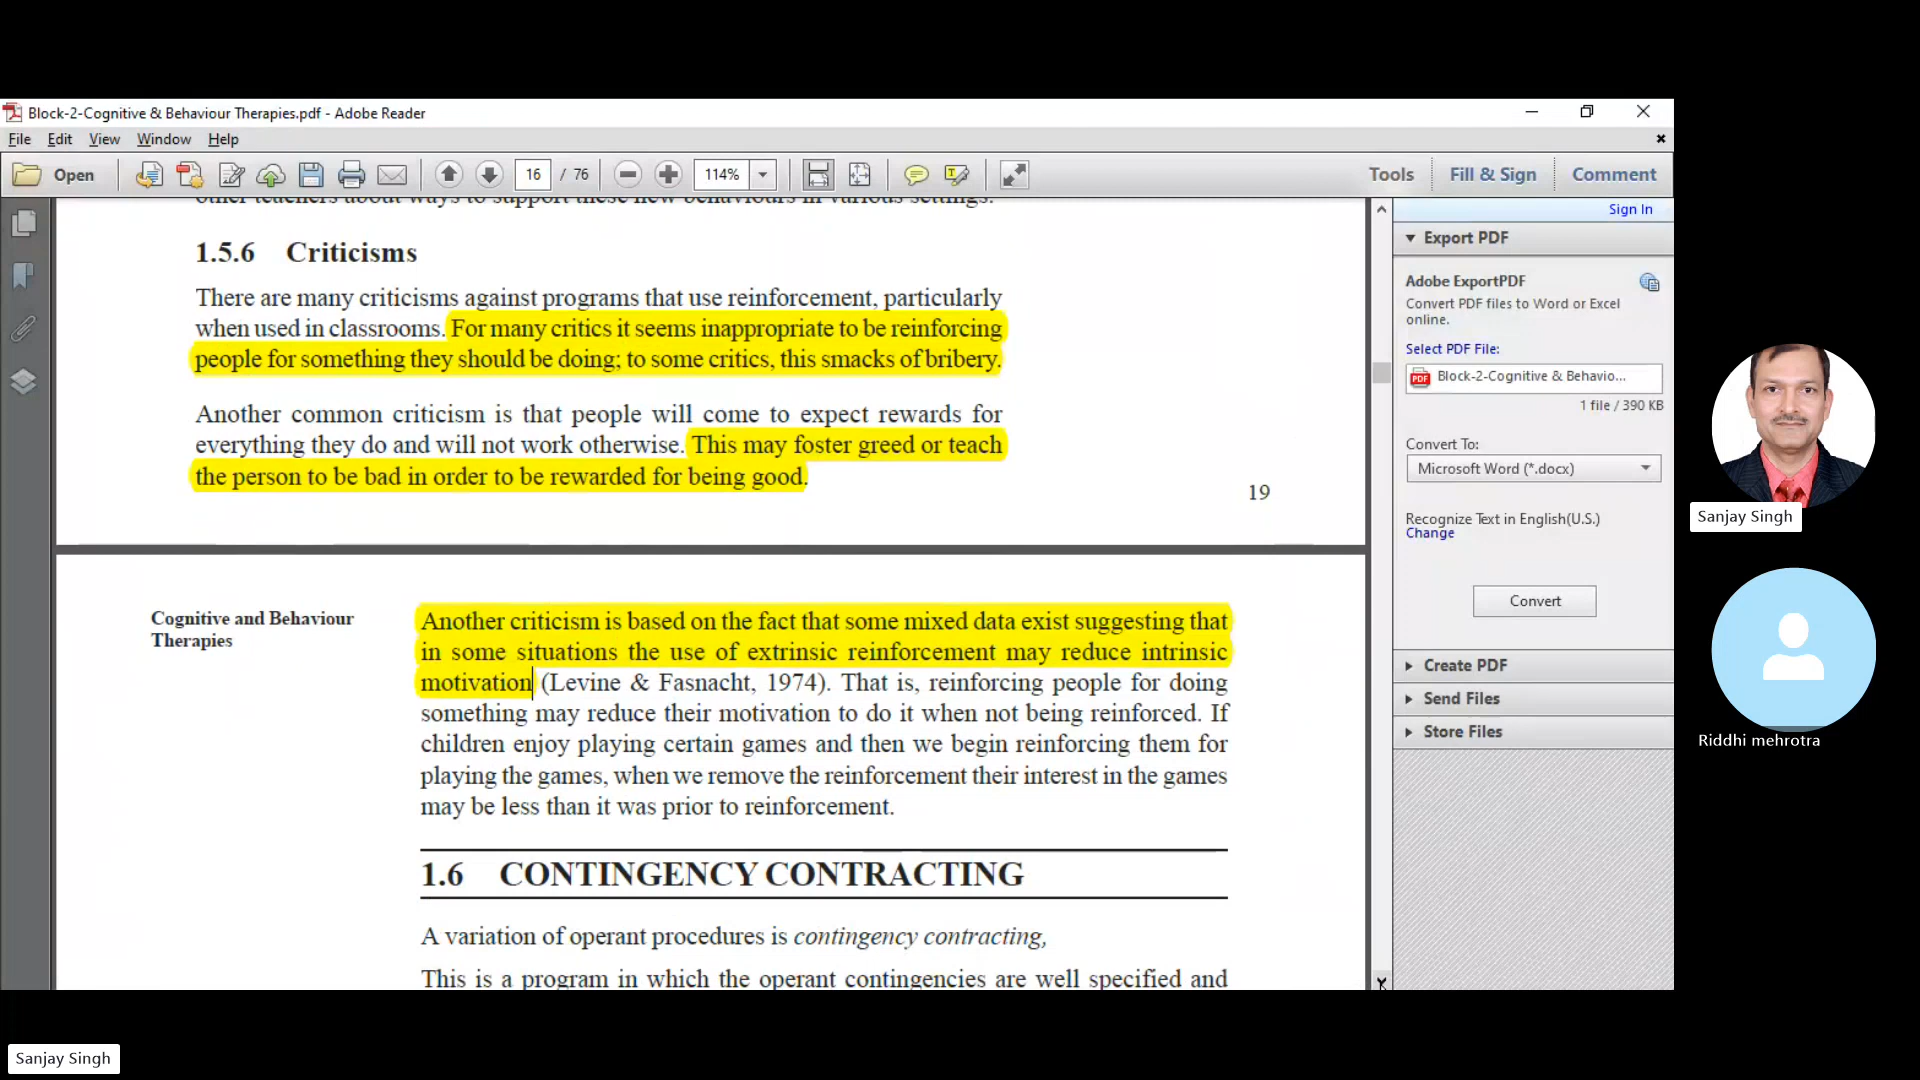 Block-2-Cognitive & Behaviour Therapies.pdf - Adobe Reader
File Edit View Window Help
Open 16 / 76 114% Tools Fill & Sign Comment
other teachers about ways to support these new behaviours in various settings.
1.5.6 Criticisms
There are many criticisms against programs that use reinforcement, particularly
when used in classrooms. For many critics it seems inappropriate to be reinforcing
people for something they should be doing; to some critics, this smacks of bribery.
Another common criticism is that people will come to expect rewards for
everything they do and will not work otherwise. This may foster greed or teach
the person to be bad in order to be rewarded for being good.
19
Cognitive and Behaviour
Therapies
Another criticism is based on the fact that some mixed data exist suggesting that
in some situations the use of extrinsic reinforcement may reduce intrinsic
motivation (Levine & Fasnacht, 1974). That is, reinforcing people for doing
something may reduce their motivation to do it when not being reinforced. If
children enjoy playing certain games and then we begin reinforcing them for
playing the games, when we remove the reinforcement their interest in the games
may be less than it was prior to reinforcement.
1.6 CONTINGENCY CONTRACTING
A variation of operant procedures is contingency contracting,
This is a program in which the operant contingencies are well specified and
Sign In
Export PDF
Adobe ExportPDF
Convert PDF files to Word or Excel
online.
Select PDF File:
PDF Block-2-Cognitive & Behavio...
1 file / 390 KB
Convert To:
Microsoft Word (*.docx)
Recognize Text in English(U.S.)
Change
Convert
Create PDF
Send Files
Store Files
Sanjay Singh
Riddhi mehrotra
Sanjay Singh